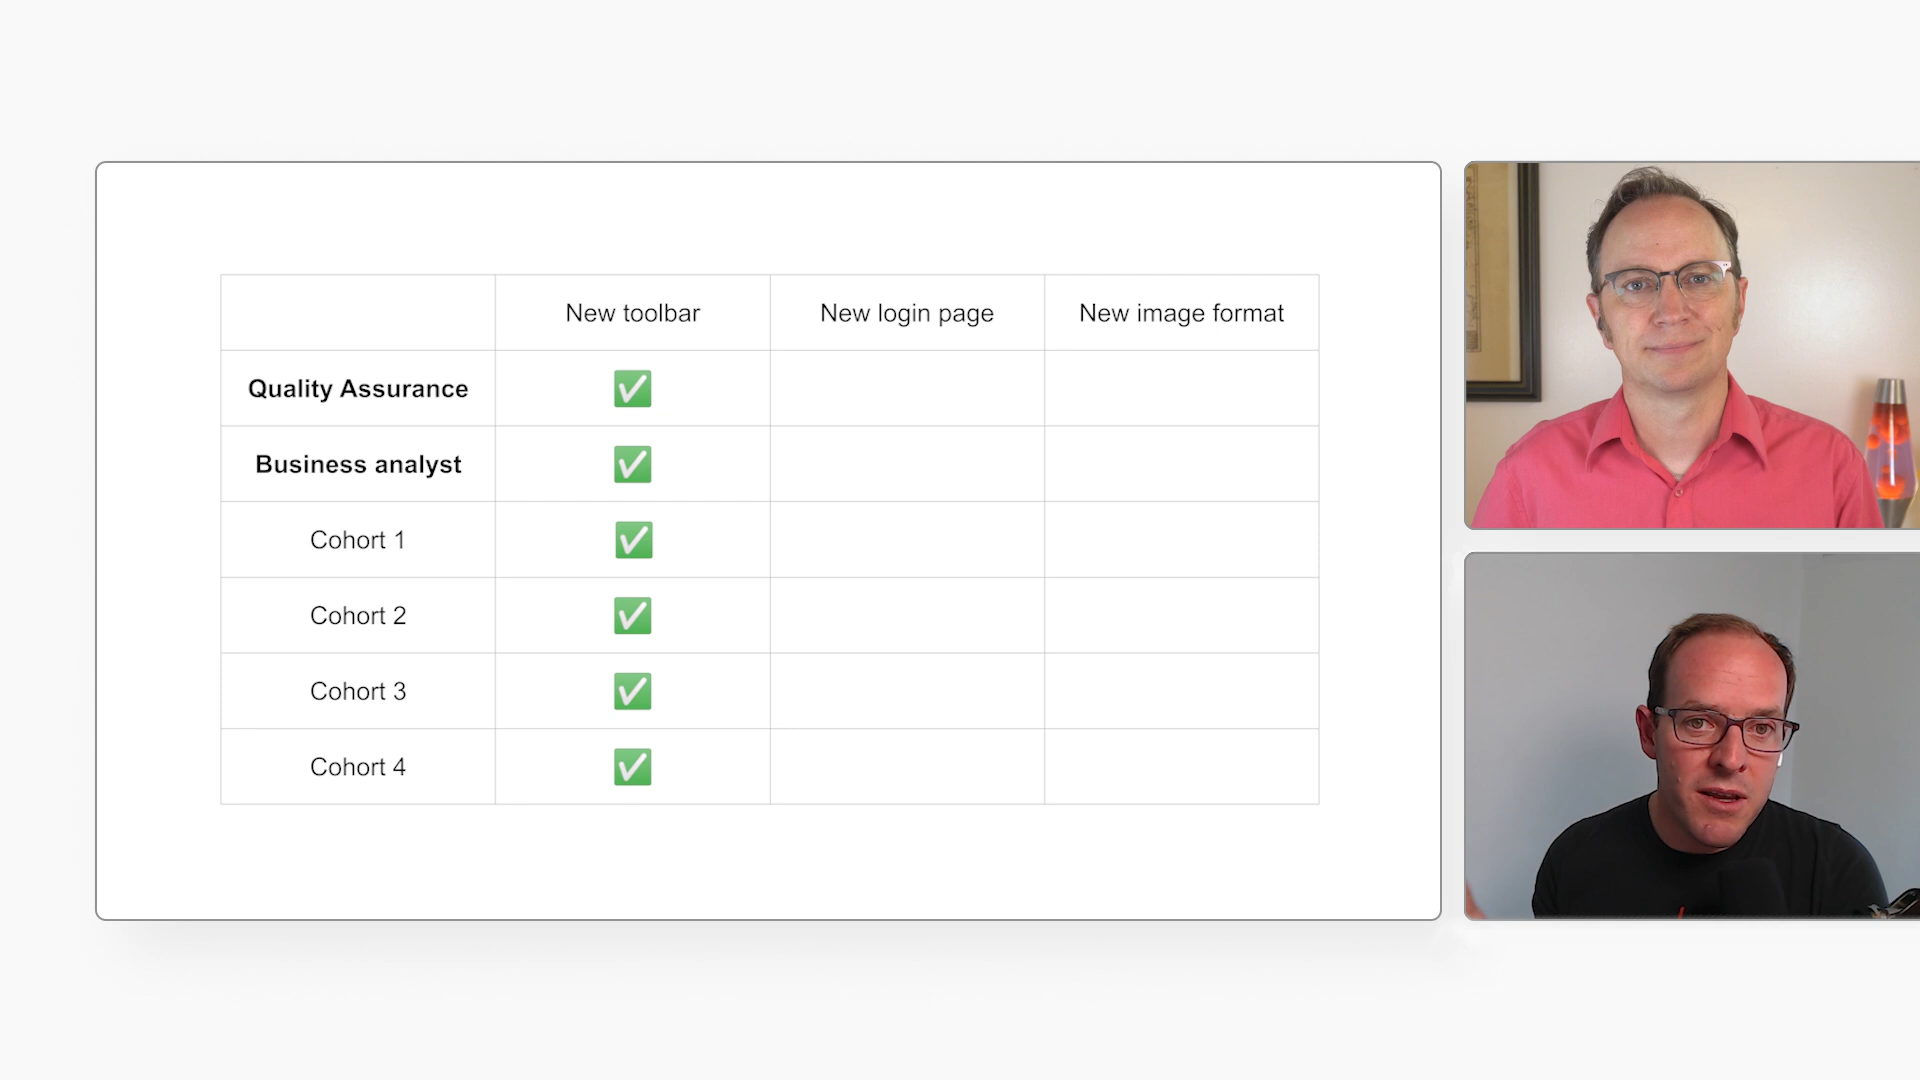 New toolbar New login page New image format
Quality Assurance ✅
Business analyst ✅
Cohort 1 ✅
Cohort 2 ✅
Cohort 3 ✅
Cohort 4 ✅